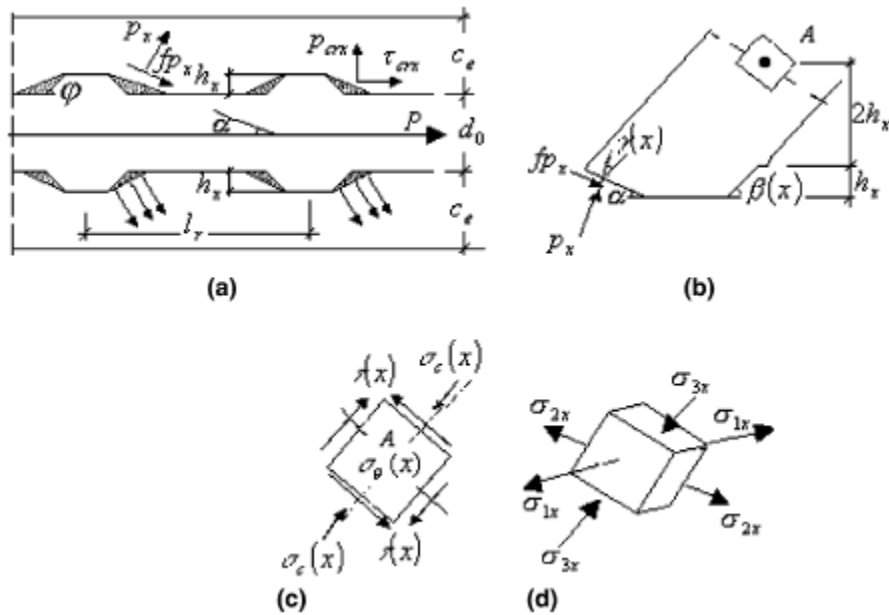 p_x
fp_x
h_x
p_crx
τ_crx
c_e
φ
α
P
d_0
h_x
l_r
c_e
(a)
A
2h_x
γ(x)
fp_x
α
β(x)
h_x
p_x
(b)
σ_c(x)
τ(x)
A
σ_θ(x)
σ_c(x)
τ(x)
(c)
σ_3x
σ_2x
σ_1x
σ_1x
σ_2x
σ_3x
(d)